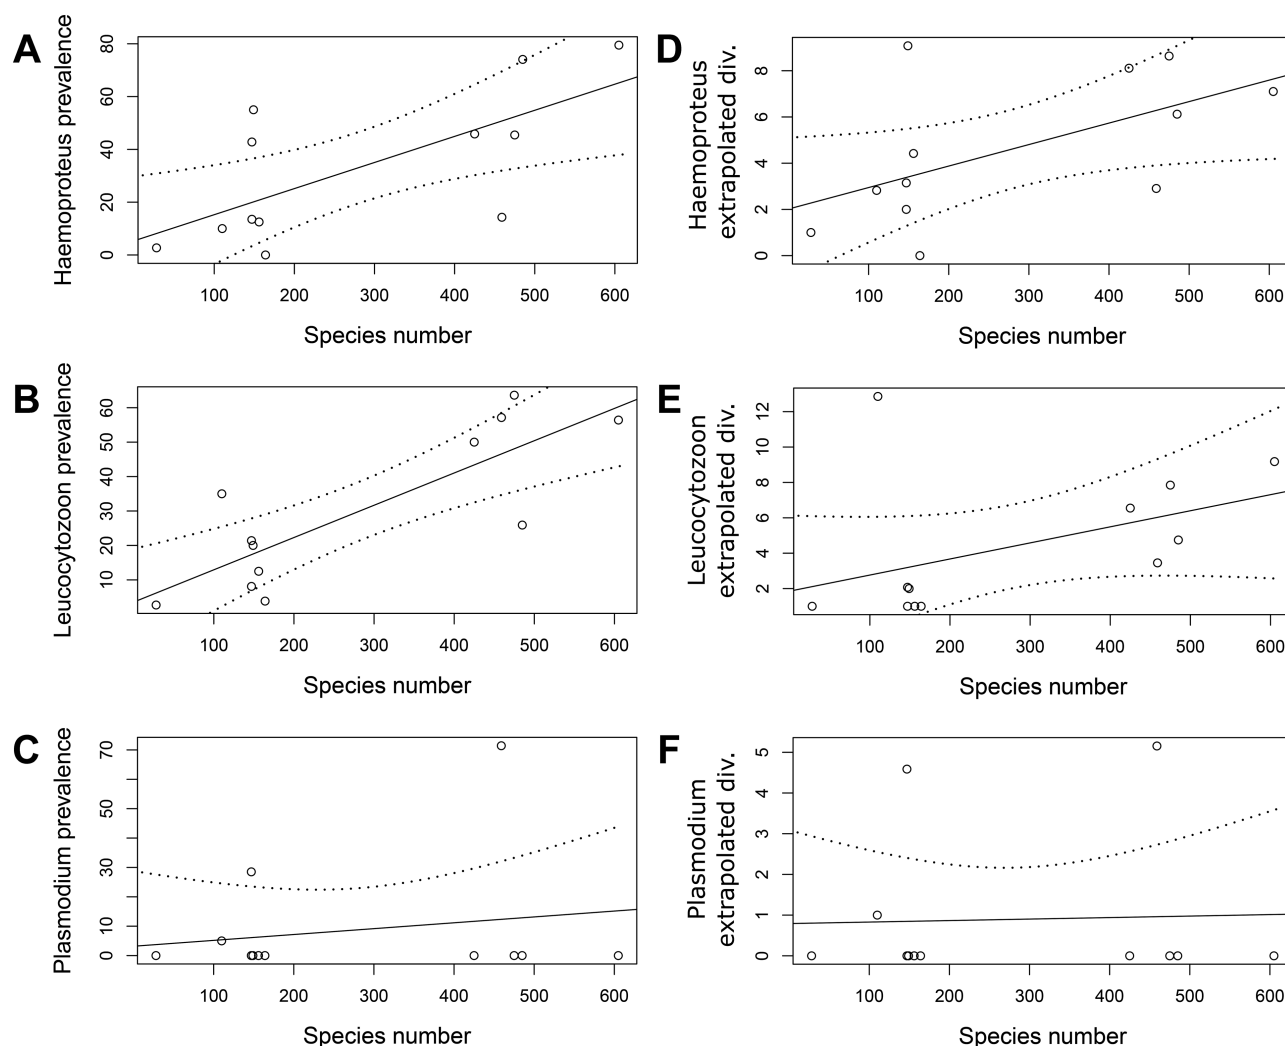 A
Haemoproteus prevalence
80
60
40
20
0
100 200 300 400 500 600
Species number
D
Haemoproteus
extrapolated div.
8
6
4
2
0
100 200 300 400 500 600
Species number
B
Leucocytozoon prevalence
60
50
40
30
20
10
100 200 300 400 500 600
Species number
E
Leucocytozoon
extrapolated div.
12
10
8
6
4
2
100 200 300 400 500 600
Species number
C
Plasmodium prevalence
70
50
30
10
0
100 200 300 400 500 600
Species number
F
Plasmodium
extrapolated div.
5
4
3
2
1
0
100 200 300 400 500 600
Species number